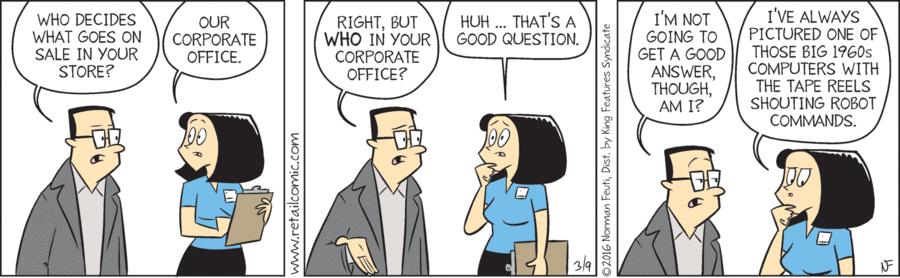 WHO DECIDES
WHAT GOES ON
SALE IN YOUR
STORE?
OUR
CORPORATE
OFFICE.
www.retailcomic.com
RIGHT, BUT
WHO IN YOUR
CORPORATE
OFFICE?
HUH ... THAT'S A
GOOD QUESTION.
3/9
©2016 Norman Feuti, Dist. by King Features Syndicate
I'M NOT
GOING TO
GET A GOOD
ANSWER,
THOUGH,
AM I?
I'VE ALWAYS
PICTURED ONE OF
THOSE BIG 1960s
COMPUTERS WITH
THE TAPE REELS
SHOUTING ROBOT
COMMANDS.
NF